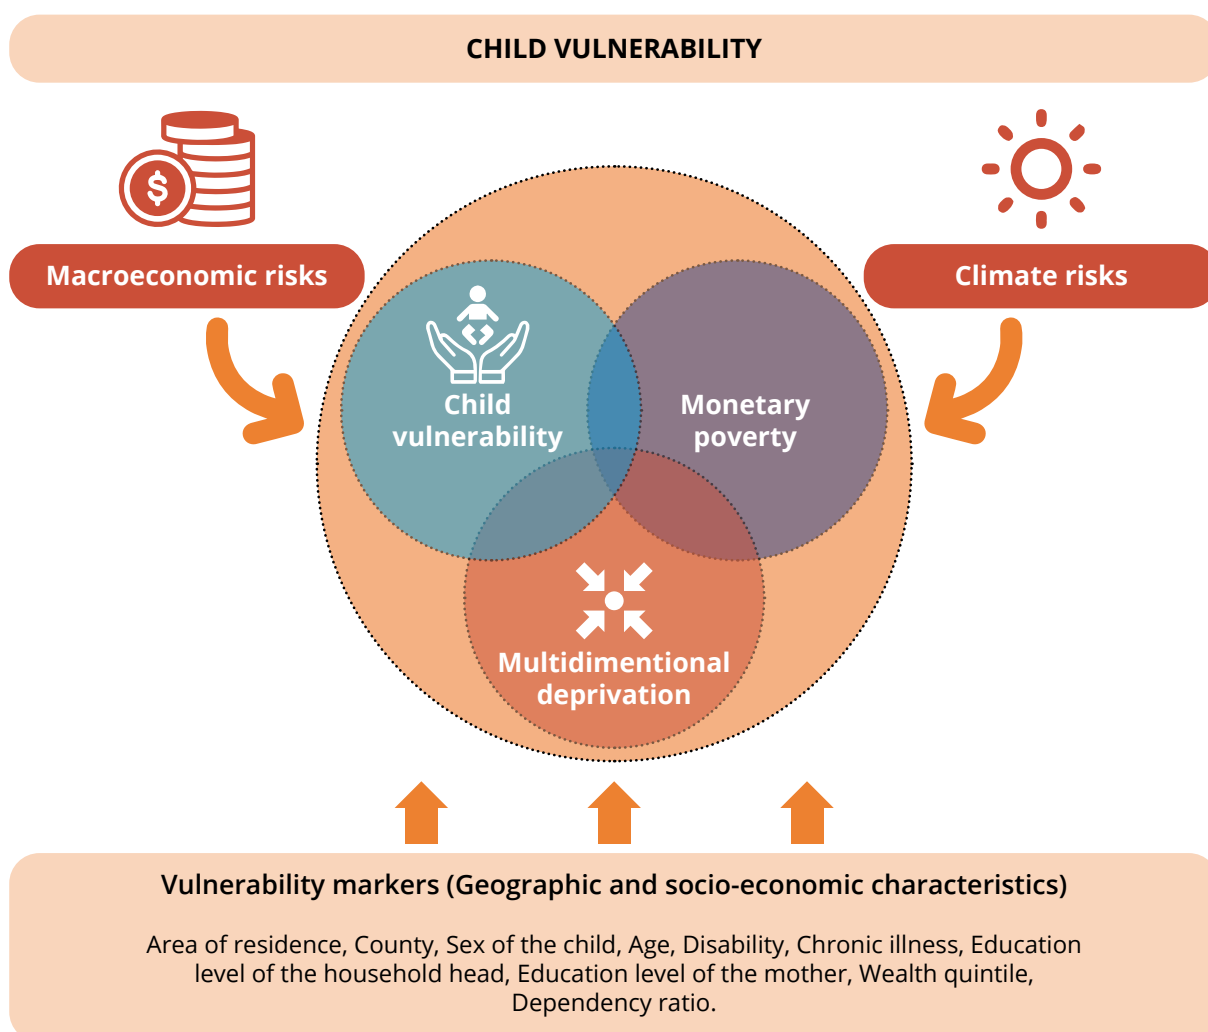 CHILD VULNERABILITY
$
Macroeconomic risks
Climate risks
Child
vulnerability
Monetary
poverty
Multidimentional
deprivation
Vulnerability markers (Geographic and socio-economic characteristics)
Area of residence, County, Sex of the child, Age, Disability, Chronic illness, Education
level of the household head, Education level of the mother, Wealth quintile,
Dependency ratio.